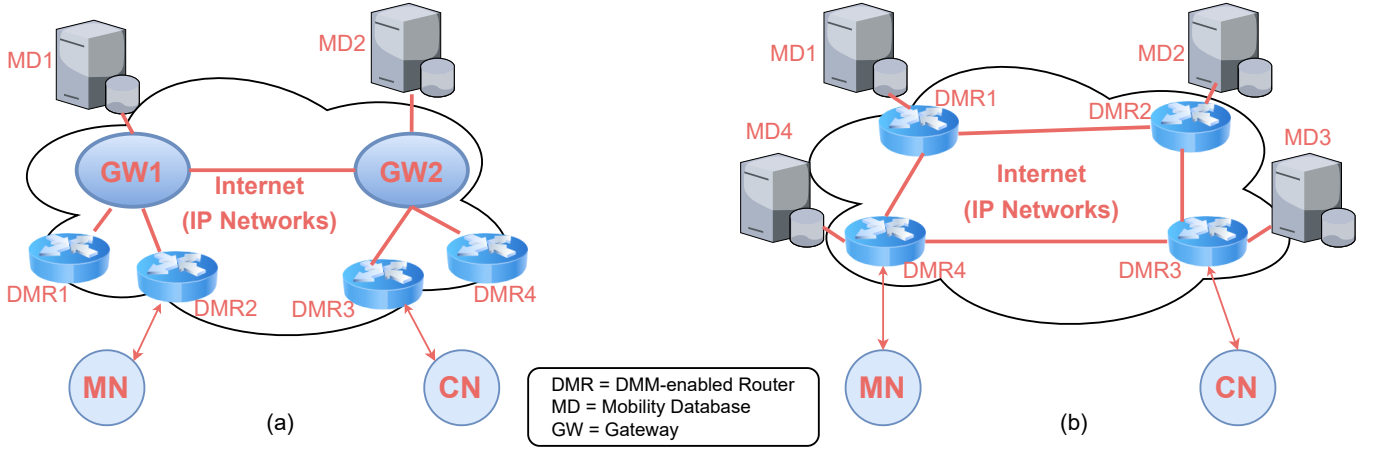 MD1
MD2
GW1
GW2
Internet
(IP Networks)
DMR1
DMR2
DMR3
DMR4
MN
CN
(a)
MD1
MD2
DMR1
DMR2
MD4
MD3
Internet
(IP Networks)
DMR4
DMR3
MN
CN
(b)
DMR = DMM-enabled Router
MD = Mobility Database
GW = Gateway